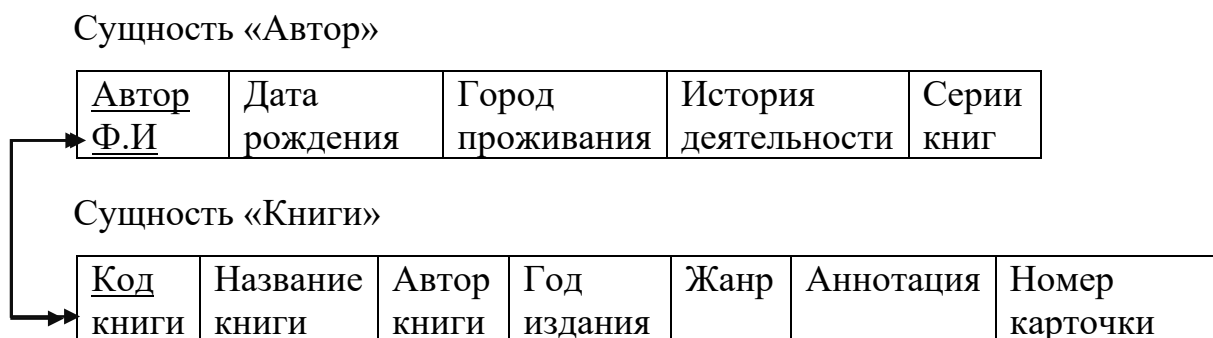 Сущность «Автор»
Автор Дата Город История Серии
Ф.И рождения проживания деятельности книг
Сущность «Книги»
Код Название Автор Год Жанр Аннотация Номер
книги книги книги издания карточки